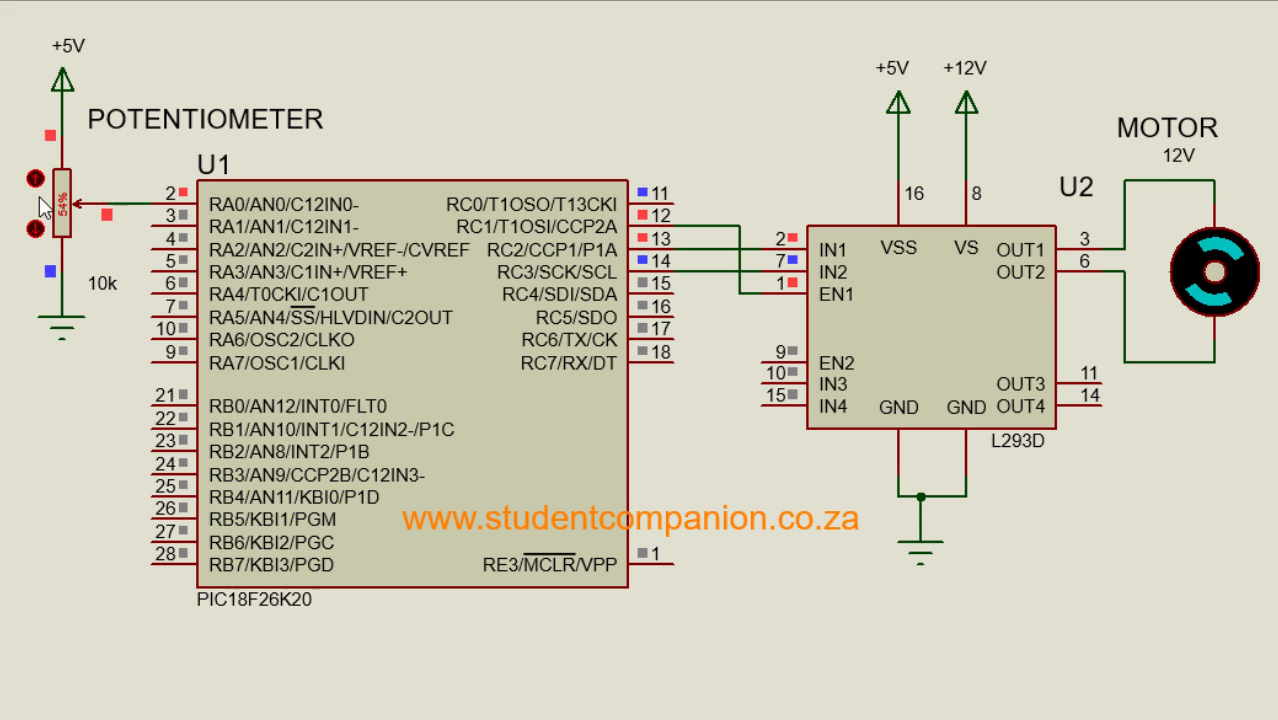 +5V
POTENTIOMETER
54%
10k
U1
2 RA0/AN0/C12IN0-
3 RA1/AN1/C12IN1-
4 RA2/AN2/C2IN+/VREF-/CVREF
5 RA3/AN3/C1IN+/VREF+
6 RA4/T0CKI/C1OUT
7 RA5/AN4/SS/HLVDIN/C2OUT
10 RA6/OSC2/CLKO
9 RA7/OSC1/CLKI
21 RB0/AN12/INT0/FLT0
22 RB1/AN10/INT1/C12IN2-/P1C
23 RB2/AN8/INT2/P1B
24 RB3/AN9/CCP2B/C12IN3-
25 RB4/AN11/KBI0/P1D
26 RB5/KBI1/PGM
27 RB6/KBI2/PGC
28 RB7/KBI3/PGD
RC0/T1OSO/T13CKI 11
RC1/T1OSI/CCP2A 12
RC2/CCP1/P1A 13
RC3/SCK/SCL 14
RC4/SDI/SDA 15
RC5/SDO 16
RC6/TX/CK 17
RC7/RX/DT 18
RE3/MCLR/VPP 1
PIC18F26K20
www.studentcompanion.co.za
+5V +12V
16 8
U2
VSS VS
2 IN1
7 IN2
1 EN1
9 EN2
10 IN3
15 IN4
OUT1 3
OUT2 6
OUT3 11
OUT4 14
GND GND
L293D
MOTOR
12V